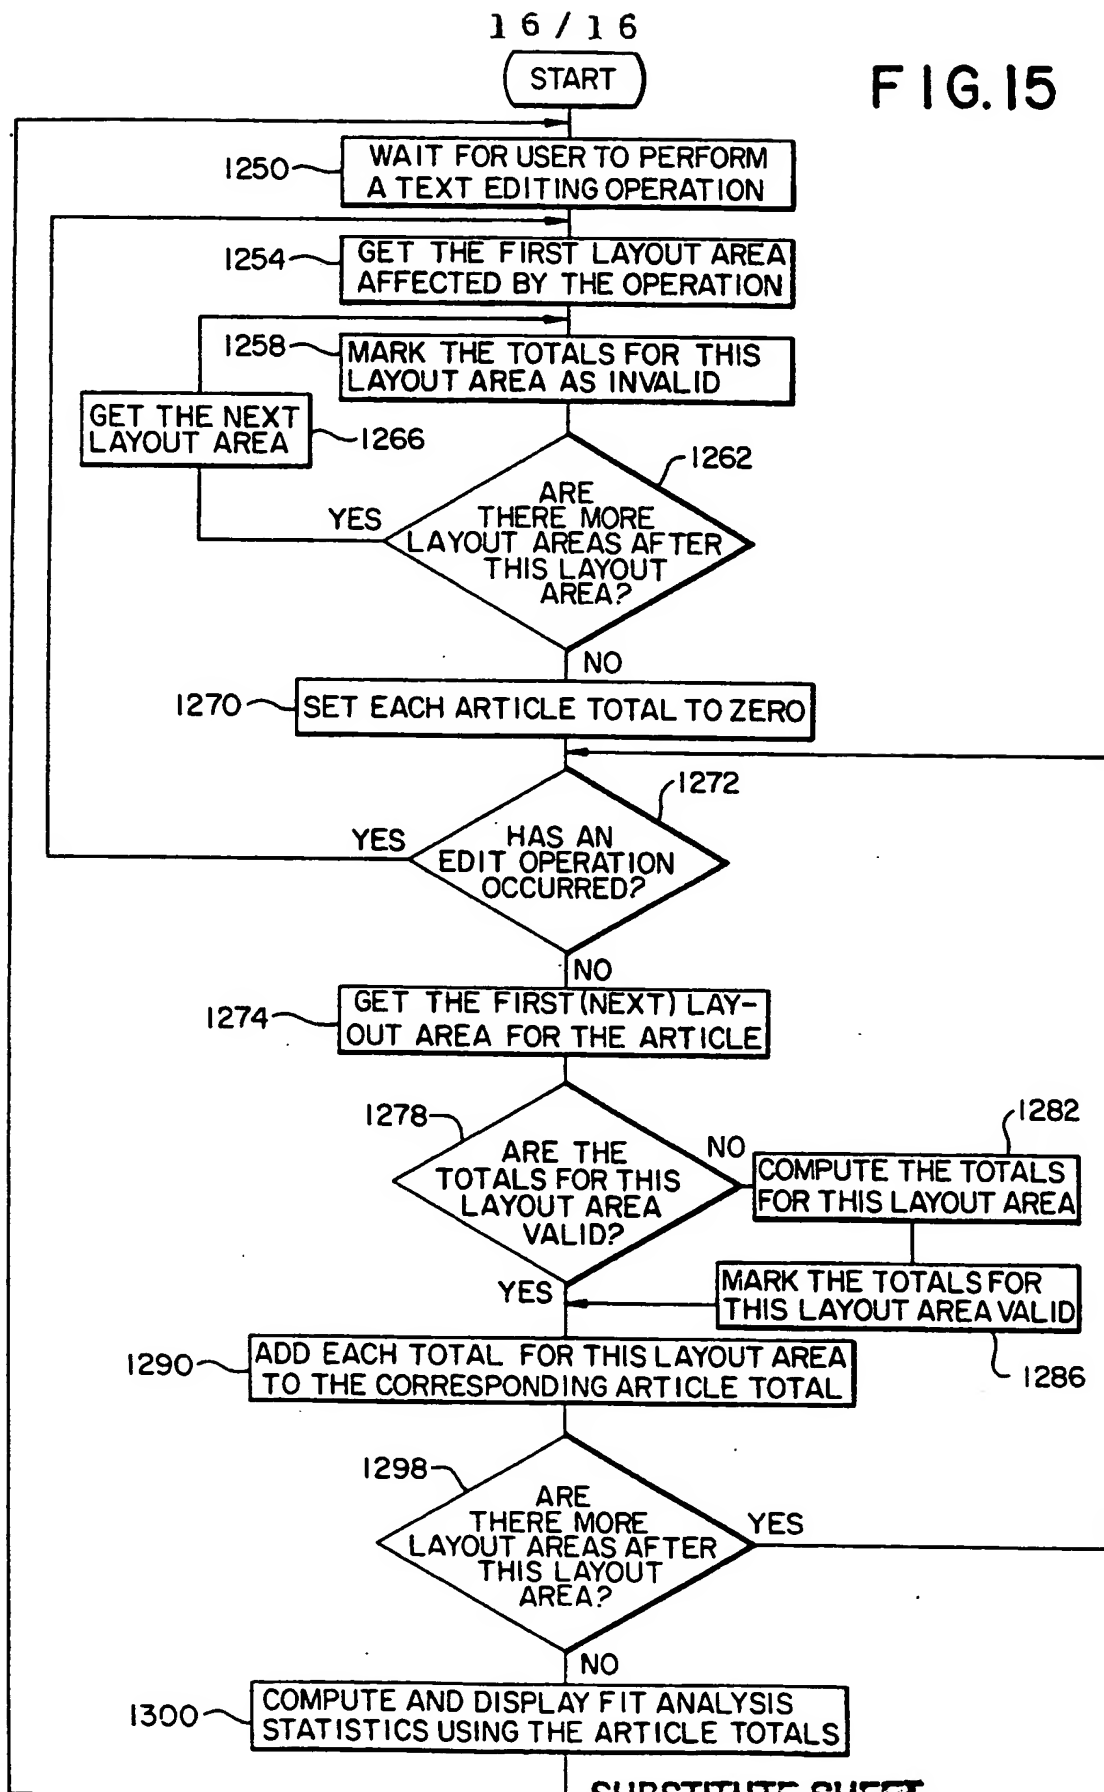 16/16
START
FIG.15
1250
WAIT FOR USER TO PERFORM
A TEXT EDITING OPERATION
1254
GET THE FIRST LAYOUT AREA
AFFECTED BY THE OPERATION
1258
MARK THE TOTALS FOR THIS
LAYOUT AREA AS INVALID
GET THE NEXT
LAYOUT AREA
1266
1262
ARE
THERE MORE
LAYOUT AREAS AFTER
THIS LAYOUT
AREA?
YES
NO
1270
SET EACH ARTICLE TOTAL TO ZERO
1272
YES
HAS AN
EDIT OPERATION
OCCURRED?
NO
1274
GET THE FIRST (NEXT) LAY-
OUT AREA FOR THE ARTICLE
1278
ARE THE
TOTALS FOR THIS
LAYOUT AREA
VALID?
NO
1282
COMPUTE THE TOTALS
FOR THIS LAYOUT AREA
YES
MARK THE TOTALS FOR
THIS LAYOUT AREA VALID
1286
1290
ADD EACH TOTAL FOR THIS LAYOUT AREA
TO THE CORRESPONDING ARTICLE TOTAL
1298
ARE
THERE MORE
LAYOUT AREAS AFTER
THIS LAYOUT
AREA?
YES
NO
1300
COMPUTE AND DISPLAY FIT ANALYSIS
STATISTICS USING THE ARTICLE TOTALS
SUBSTITUTE SHEET